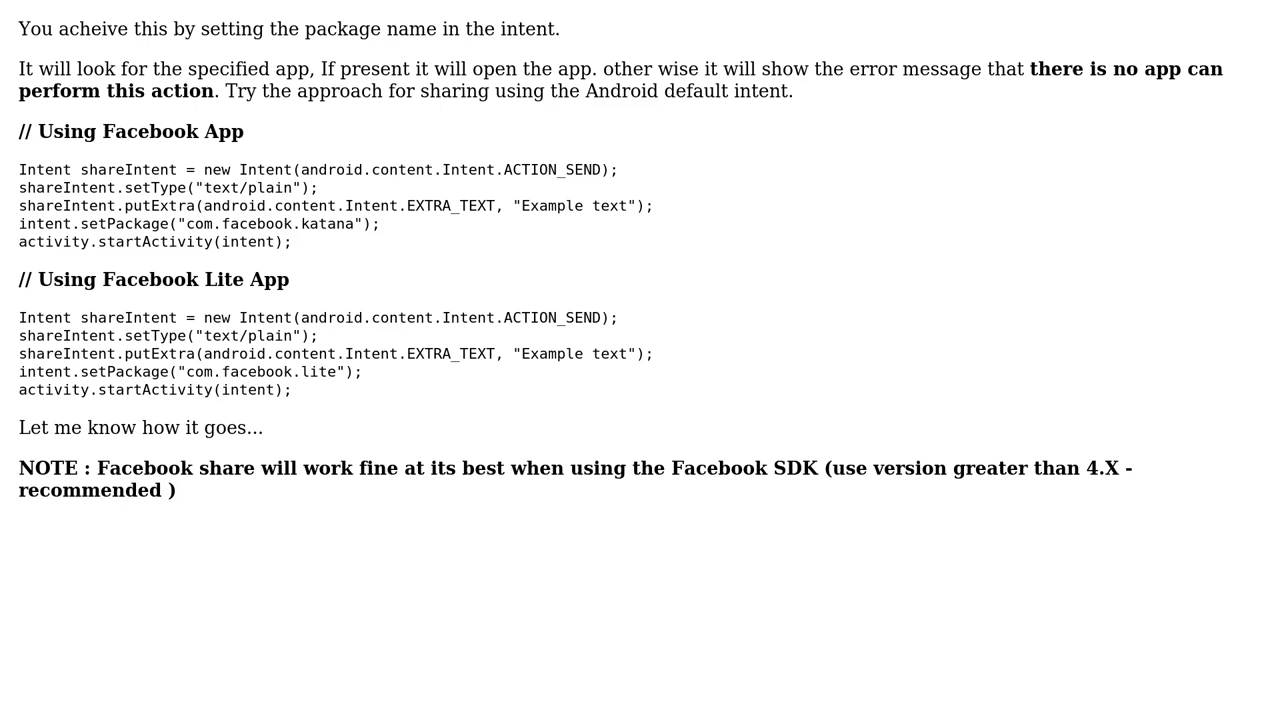 You acheive this by setting the package name in the intent.
It will look for the specified app, If present it will open the app. other wise it will show the error message that there is no app can
perform this action. Try the approach for sharing using the Android default intent.
// Using Facebook App
Intent shareIntent = new Intent(android.content.Intent.ACTION_SEND);
shareIntent.setType("text/plain");
shareIntent.putExtra(android.content.Intent.EXTRA_TEXT, "Example text");
intent.setPackage("com.facebook.katana");
activity.startActivity(intent);
// Using Facebook Lite App
Intent shareIntent = new Intent(android.content.Intent.ACTION_SEND);
shareIntent.setType("text/plain");
shareIntent.putExtra(android.content.Intent.EXTRA_TEXT, "Example text");
intent.setPackage("com.facebook.lite");
activity.startActivity(intent);
Let me know how it goes...
NOTE : Facebook share will work fine at its best when using the Facebook SDK (use version greater than 4.X -
recommended )